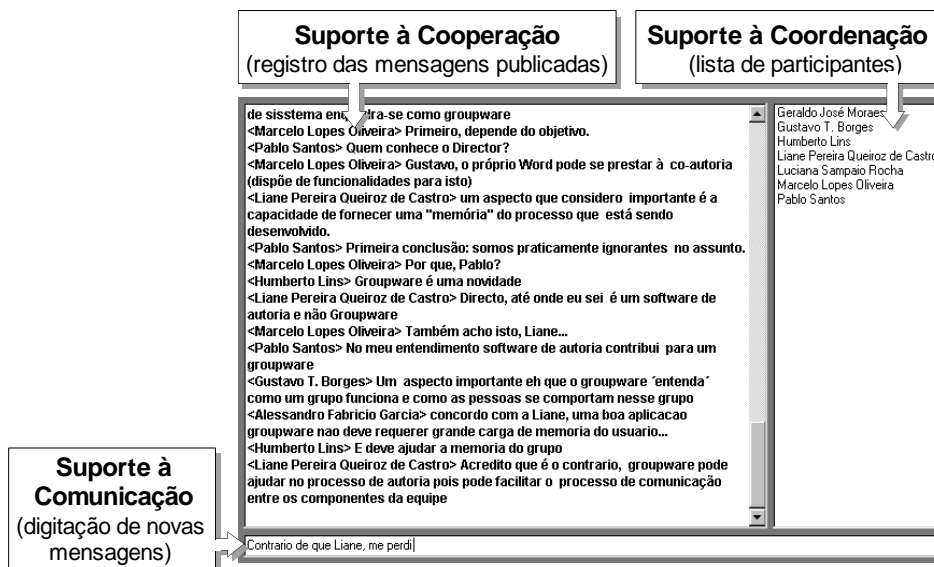 Suporte à Cooperação
(registro das mensagens publicadas)
Suporte à Coordenação
(lista de participantes)
de sisstema dra-se como groupware
<Marcelo Lopes Oliveira> Primeiro, depende do objetivo.
<Pablo Santos> Quem conhece o Director?
<Marcelo Lopes Oliveira> Gustavo, o próprio Word pode se prestar à co-autoria
(dispõe de funcionalidades para isto)
<Liane Pereira Queiroz de Castro> um aspecto que considero importante é a
capacidade de fornecer uma "memória" do processo que está sendo
desenvolvido.
<Pablo Santos> Primeira conclusão: somos praticamente ignorantes no assunto.
<Marcelo Lopes Oliveira> Por que, Pablo?
<Humberto Lins> Groupware é uma novidade
<Liane Pereira Queiroz de Castro> Directo, até onde eu sei é um software de
autoria e não Groupware
<Marcelo Lopes Oliveira> Também acho isto, Liane...
<Pablo Santos> No meu entendimento software de autoria contribui para um
groupware
<Gustavo T. Borges> Um aspecto importante eh que o groupware ´entenda´
como um grupo funciona e como as pessoas se comportam nesse grupo
<Alessandro Fabricio Garcia> concordo com a Liane, uma boa aplicacao
groupware nao deve requerer grande carga de memoria do usuario...
<Humberto Lins> E deve ajudar a memoria do grupo
<Liane Pereira Queiroz de Castro> Acredito que é o contrario, groupware pode
ajudar no processo de autoria pois pode facilitar o processo de comunicação
entre os componentes da equipe
Geraldo José Moraes
Gustavo T. Borges
Humberto Lins
Liane Pereira Queiroz de Castro
Luciana Sampaio Rocha
Marcelo Lopes Oliveira
Pablo Santos
Suporte à
Comunicação
(digitação de novas
mensagens)
Contrario de que Liane, me perdi